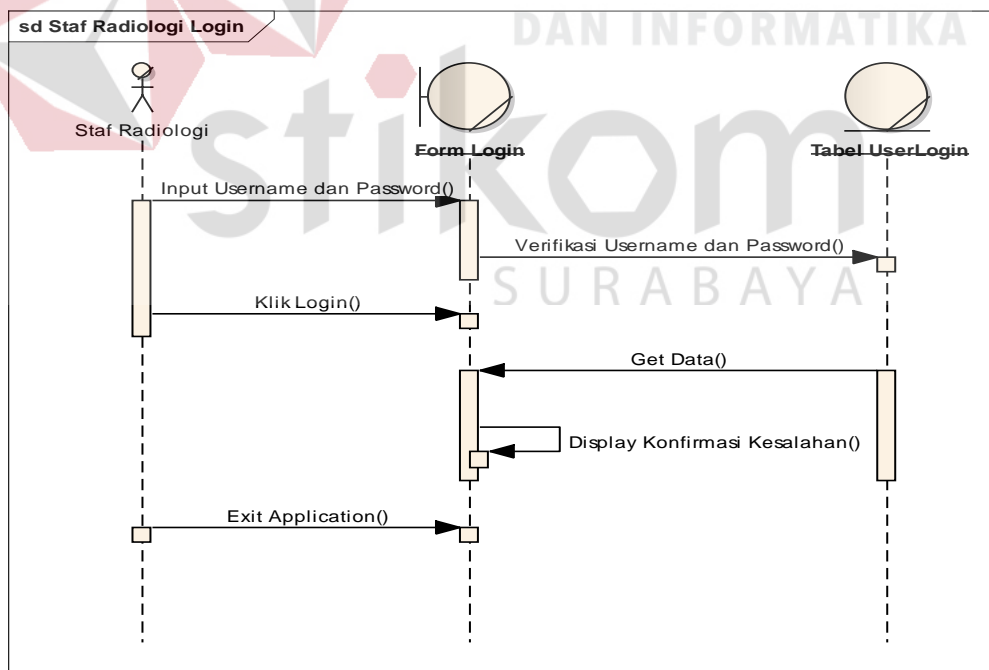 DAN INFORMATIKA
sd Staf Radiologi Login
Staf Radiologi
Form Login
Tabel UserLogin
stikom
SURABAYA
Input Username dan Password()
Verifikasi Username dan Password()
Klik Login()
Get Data()
Display Konfirmasi Kesalahan()
Exit Application()